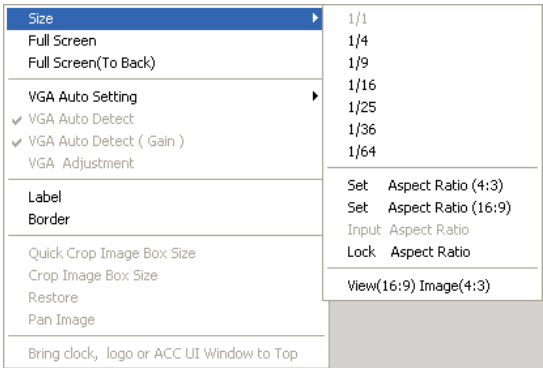 Size
Full Screen
Full Screen(To Back)
VGA Auto Setting
VGA Auto Detect
VGA Auto Detect ( Gain )
VGA Adjustment
Label
Border
Quick Crop Image Box Size
Crop Image Box Size
Restore
Pan Image
Bring clock, logo or ACC UI Window to Top
1/1
1/4
1/9
1/16
1/25
1/36
1/64
Set Aspect Ratio (4:3)
Set Aspect Ratio (16:9)
Input Aspect Ratio
Lock Aspect Ratio
View(16:9) Image(4:3)